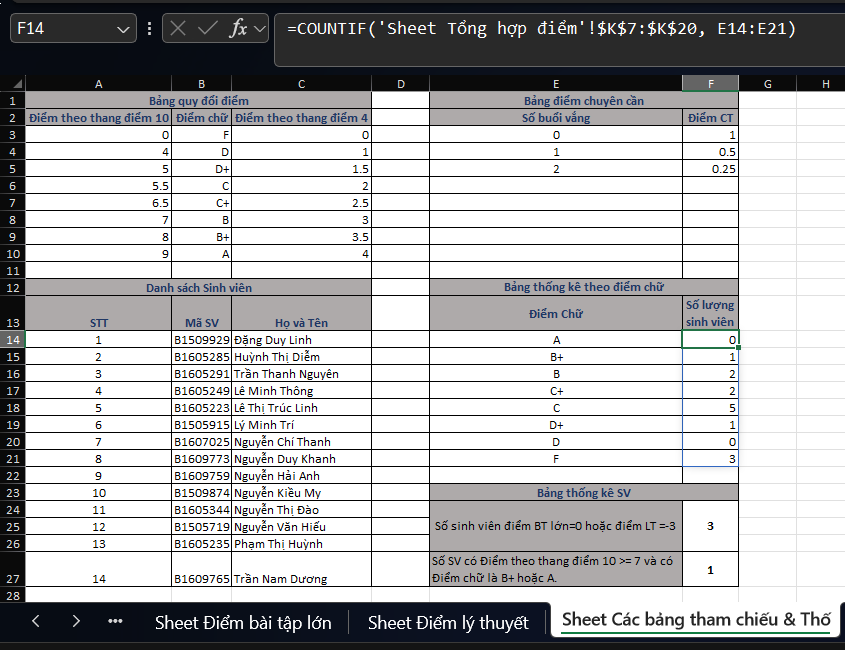 F14 fx =COUNTIF('Sheet Tổng hợp điểm'!$K$7:$K$20, E14:E21)
A B C D E F G H
1 Bảng quy đổi điểm Bảng điểm chuyên cần
2 Điểm theo thang điểm 10 Điểm chữ Điểm theo thang điểm 4 Số buổi vắng Điểm CT
3 0 F 0 0 1
4 4 D 1 1 0.5
5 5 D+ 1.5 2 0.25
6 5.5 C 2
7 6.5 C+ 2.5
8 7 B 3
9 8 B+ 3.5
10 9 A 4
11
12 Danh sách Sinh viên Bảng thống kê theo điểm chữ
13 STT Mã SV Họ và Tên Điểm Chữ Số lượng sinh viên
14 1 B1509929 Đặng Duy Linh A 0
15 2 B1605285 Huỳnh Thị Diễm B+ 1
16 3 B1605291 Trần Thanh Nguyên B 2
17 4 B1605249 Lê Minh Thông C+ 2
18 5 B1605223 Lê Thị Trúc Linh C 5
19 6 B1505915 Lý Minh Trí D+ 1
20 7 B1607025 Nguyễn Chí Thanh D 0
21 8 B1609773 Nguyễn Duy Khanh F 3
22 9 B1609759 Nguyễn Hải Anh
23 10 B1509874 Nguyễn Kiều My Bảng thống kê SV
24 11 B1605344 Nguyễn Thị Đào
25 12 B1505719 Nguyễn Văn Hiếu Số sinh viên điểm BT lớn=0 hoặc điểm LT =-3 3
26 13 B1605235 Phạm Thị Huỳnh
Số SV có Điểm theo thang điểm 10 >= 7 và có
27 14 B1609765 Trần Nam Dương Điểm chữ là B+ hoặc A. 1
28
Sheet Điểm bài tập lớn Sheet Điểm lý thuyết Sheet Các bảng tham chiếu & Thố